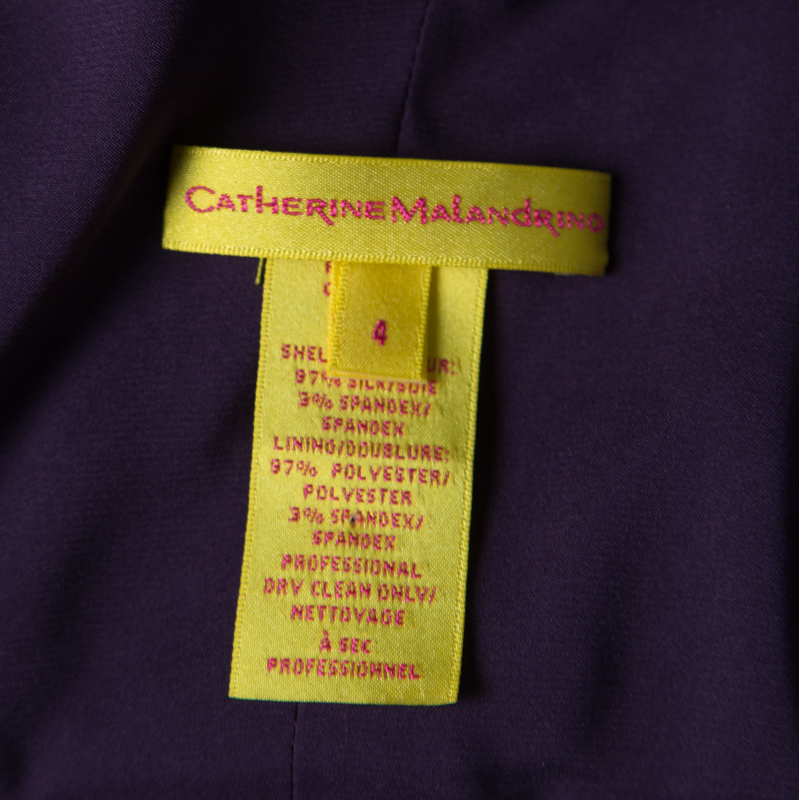 CATHERINE MALANDRINO
4
SHEL UR:
97% SILK/SOIE
3% SPANDEX/
SPANDEX
LINING/DOUBLURE:
97% POLYESTER/
POLYESTER
3% SPANDEX/
SPANDEX
PROFESSIONAL
DRY CLEAN ONLY/
NETTOYAGE
À SEC
PROFESSIONNEL